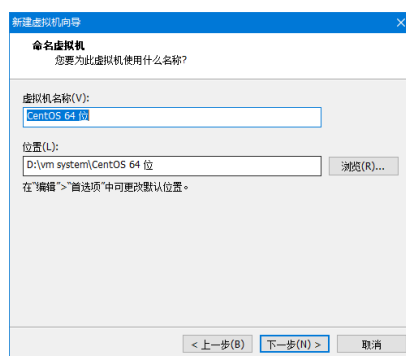 新建虚拟机向导
命名虚拟机
您要为此虚拟机使用什么名称?
虚拟机名称(V):
CentOS 64 位
位置(L):
D:\vm system\CentOS 64 位
浏览(R)...
在"编辑">"首选项"中可更改默认位置。
< 上一步(B)
下一步(N) >
取消